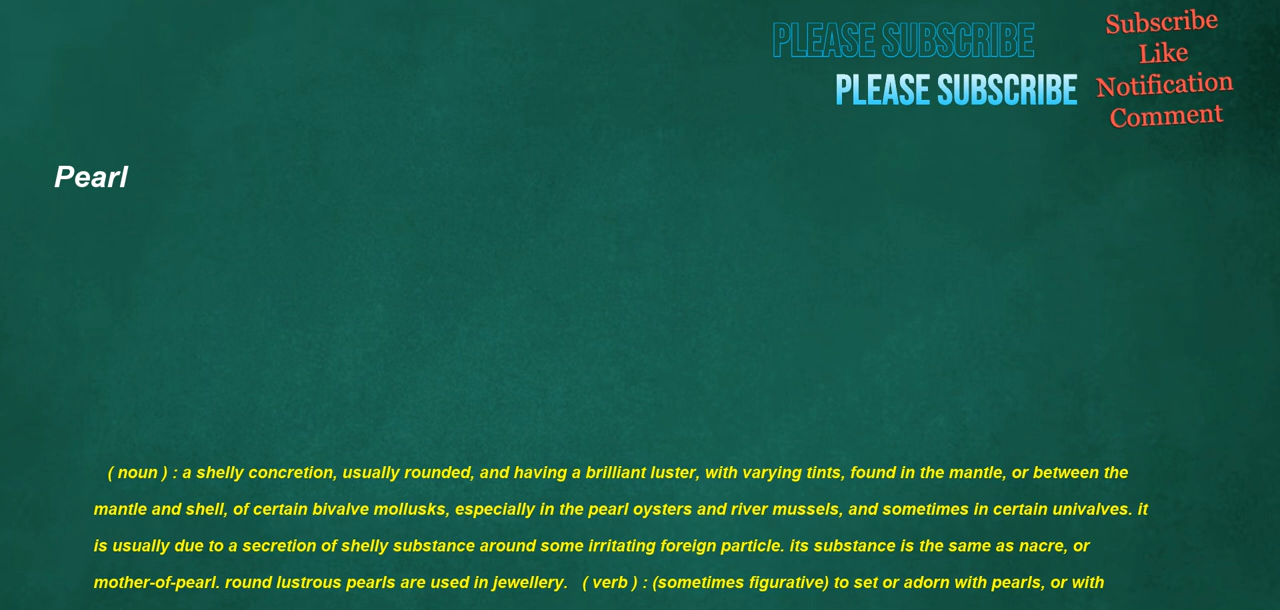 PLEASE SUBSCRIBE
PLEASE SUBSCRIBE
Subscribe
Like
Notification
Comment
Pearl
( noun ) : a shelly concretion, usually rounded, and having a brilliant luster, with varying tints, found in the mantle, or between the
mantle and shell, of certain bivalve mollusks, especially in the pearl oysters and river mussels, and sometimes in certain univalves. it
is usually due to a secretion of shelly substance around some irritating foreign particle. its substance is the same as nacre, or
mother-of-pearl. round lustrous pearls are used in jewellery. ( verb ) : (sometimes figurative) to set or adorn with pearls, or with